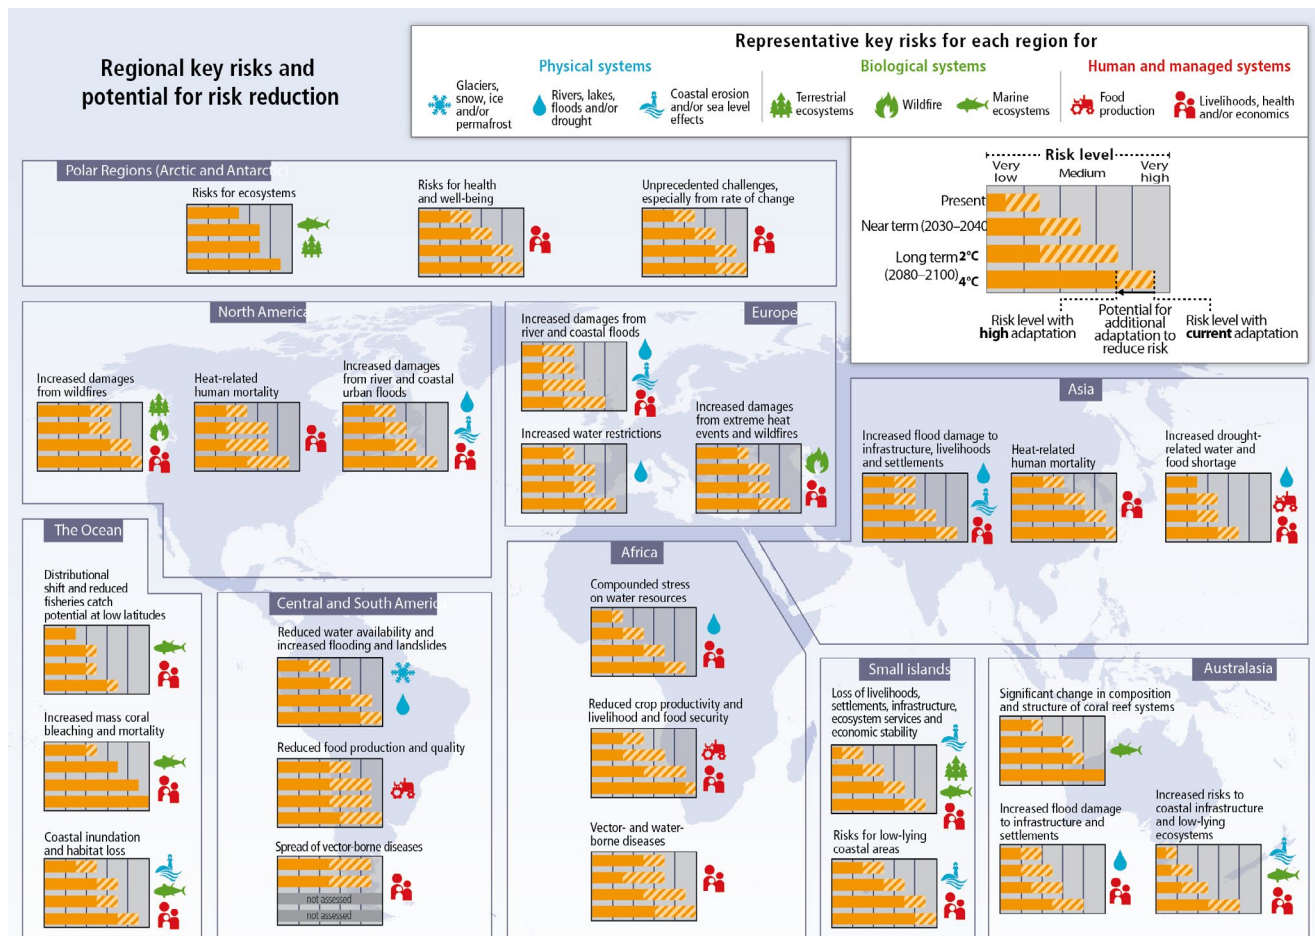 Regional key risks and
potential for risk reduction
Representative key risks for each region for
Physical systems
Biological systems
Human and managed systems
Glaciers,
snow, ice
and/or
permafrost
Rivers, lakes,
floods and/or
drought
Coastal erosion
and/or sea level
effects
Terrestrial
ecosystems
Wildfire
Marine
ecosystems
Food
production
Livelihoods, health
and/or economics
Risk level
Very
low
Medium
Very
high
Present
Near term (2030–2040
Long term 2°C
(2080–2100) 4°C
Risk level with
high adaptation
Potential for
additional
adaptation to
reduce risk
Risk level with
current adaptation
Polar Regions (Arctic and Antarctic
Risks for ecosystems
Risks for health
and well-being
Unprecedented challenges,
especially from rate of change
North America
Increased damages
from wildfires
Heat-related
human mortality
Increased damages
from river and coastal
urban floods
Europe
Increased damages from
river and coastal floods
Increased water restrictions
Increased damages
from extreme heat
events and wildfires
Asia
Increased flood damage to
infrastructure, livelihoods
and settlements
Heat-related
human mortality
Increased drought-
related water and
food shortage
The Ocean
Distributional
shift and reduced
fisheries catch
potential at low latitudes
Increased mass coral
bleaching and mortality
Coastal inundation
and habitat loss
Central and South Americ
Reduced water availability and
increased flooding and landslides
Reduced food production and quality
Spread of vector-borne diseases
not assessed
not assessed
Africa
Compounded stress
on water resources
Reduced crop productivity and
livelihood and food security
Vector- and water-
borne diseases
Small islands
Loss of livelihoods,
settlements, infrastructure,
ecosystem services and
economic stability
Risks for low-lying
coastal areas
Australasia
Significant change in composition
and structure of coral reef systems
Increased flood damage
to infrastructure and
settlements
Increased risks to
coastal infrastructure
and low-lying
ecosystems